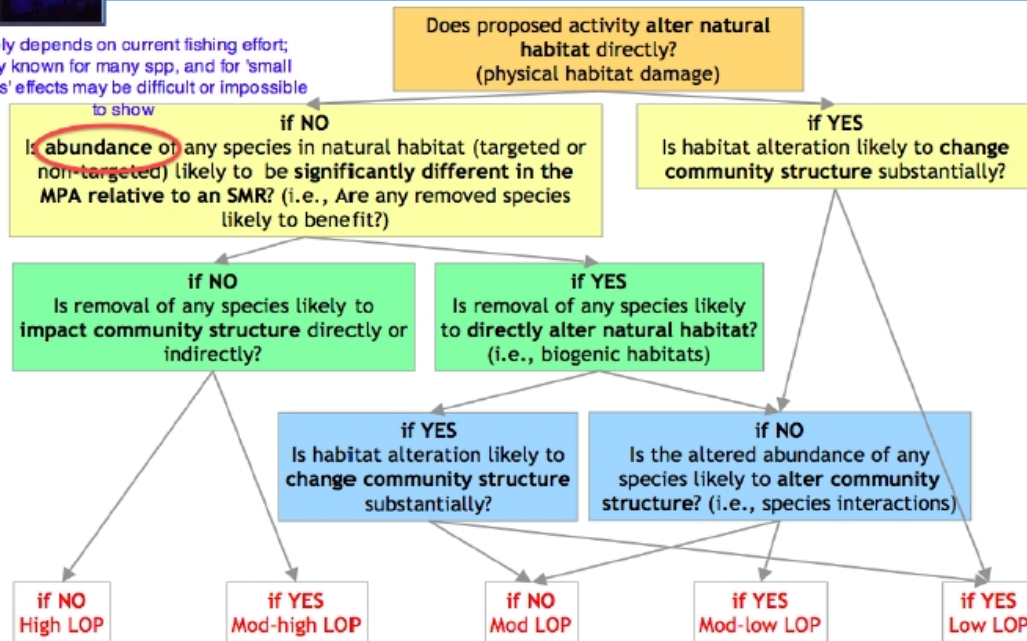 ly depends on current fishing effort;
y known for many spp, and for 'small
s' effects may be difficult or impossible
to show
Does proposed activity alter natural
habitat directly?
(physical habitat damage)
if NO
Is abundance of any species in natural habitat (targeted or
non-targeted) likely to be significantly different in the
MPA relative to an SMR? (i.e., Are any removed species
likely to benefit?)
if YES
Is habitat alteration likely to change
community structure substantially?
if NO
Is removal of any species likely to
impact community structure directly or
indirectly?
if YES
Is removal of any species likely
to directly alter natural habitat?
(i.e., biogenic habitats)
if YES
Is habitat alteration likely to
change community structure
substantially?
if NO
Is the altered abundance of any
species likely to alter community
structure? (i.e., species interactions)
if NO
High LOP
if YES
Mod-high LOP
if NO
Mod LOP
if YES
Mod-low LOP
if YES
Low LOP